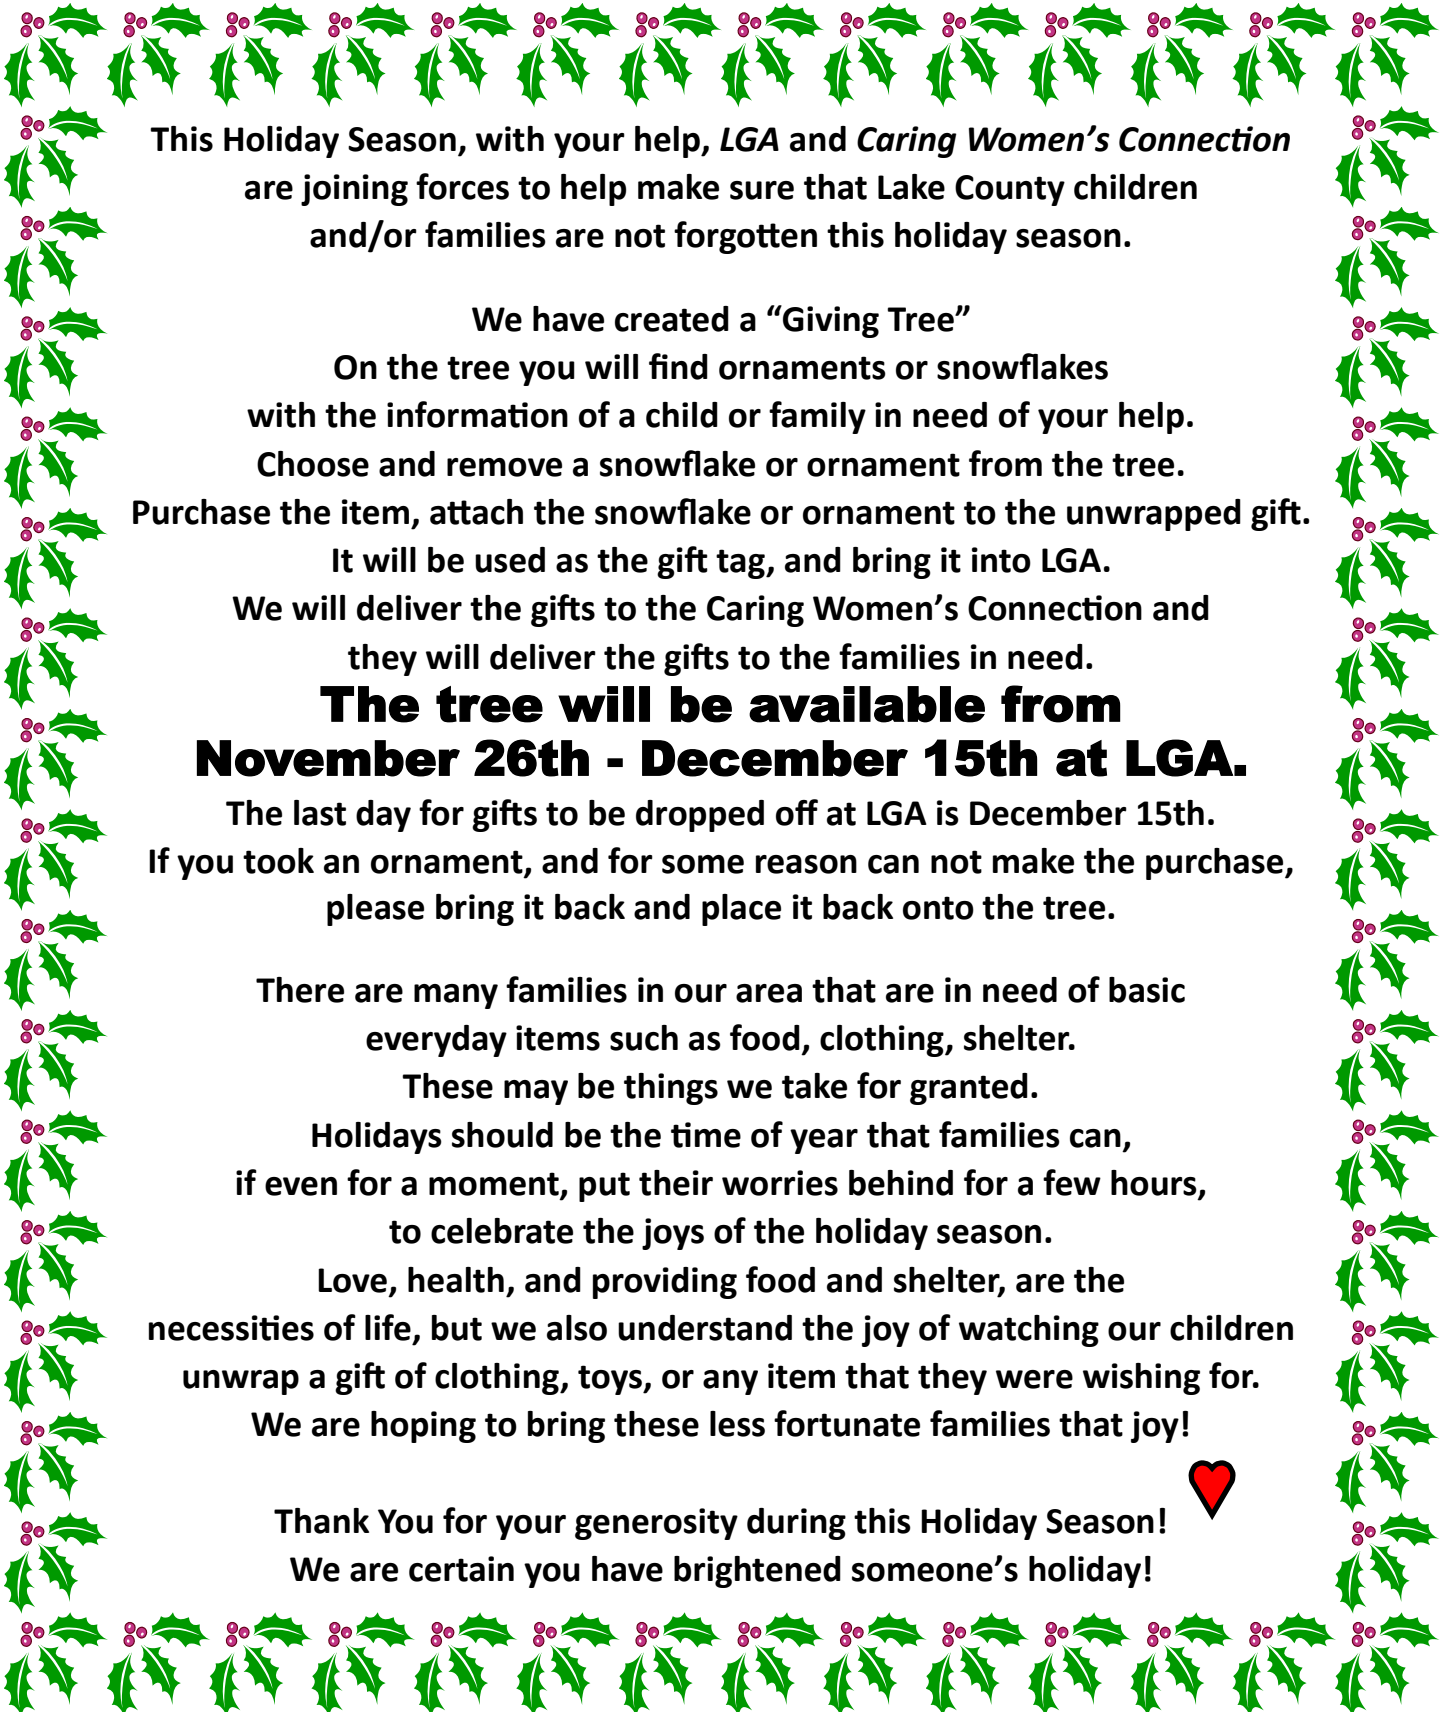 This Holiday Season, with your help, LGA and Caring Women’s Connection
are joining forces to help make sure that Lake County children
and/or families are not forgotten this holiday season.
We have created a “Giving Tree”
On the tree you will find ornaments or snowflakes
with the information of a child or family in need of your help.
Choose and remove a snowflake or ornament from the tree.
Purchase the item, attach the snowflake or ornament to the unwrapped gift.
It will be used as the gift tag, and bring it into LGA.
We will deliver the gifts to the Caring Women’s Connection and
they will deliver the gifts to the families in need.
The tree will be available from
November 26th - December 15th at LGA.
The last day for gifts to be dropped off at LGA is December 15th.
If you took an ornament, and for some reason can not make the purchase,
please bring it back and place it back onto the tree.
There are many families in our area that are in need of basic
everyday items such as food, clothing, shelter.
These may be things we take for granted.
Holidays should be the time of year that families can,
if even for a moment, put their worries behind for a few hours,
to celebrate the joys of the holiday season.
Love, health, and providing food and shelter, are the
necessities of life, but we also understand the joy of watching our children
unwrap a gift of clothing, toys, or any item that they were wishing for.
We are hoping to bring these less fortunate families that joy!
Thank You for your generosity during this Holiday Season!
We are certain you have brightened someone’s holiday!